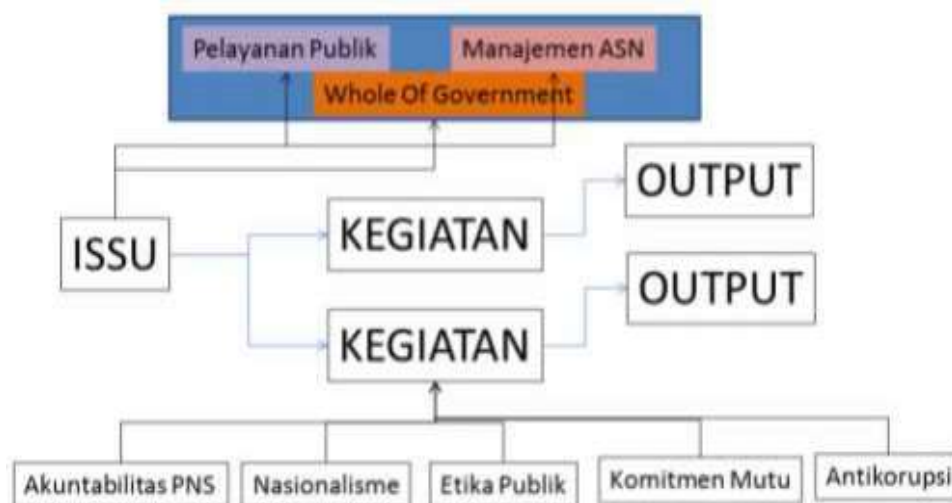 Pelayanan Publik
Manajemen ASN
Whole Of Government
OUTPUT
KEGIATAN
ISSU
OUTPUT
KEGIATAN
Akuntabilitas PNS
Nasionalisme
Etika Publik
Komitmen Mutu
Antikorupsi